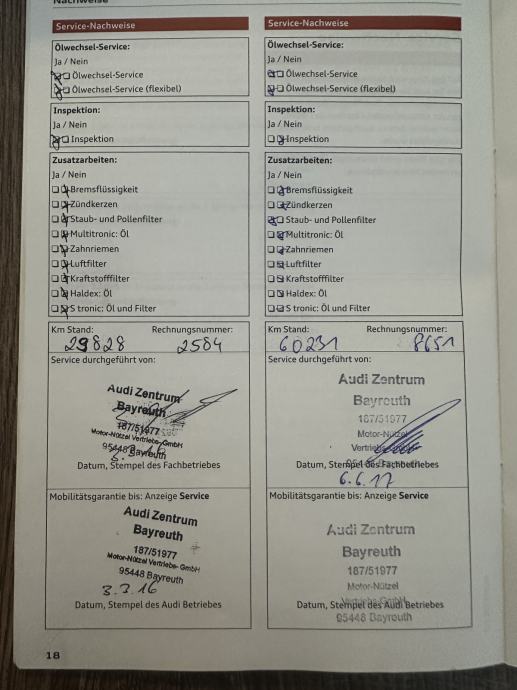 Nachweise
Service-Nachweise
Ölwechsel-Service:
Ja / Nein
Ölwechsel-Service
Ölwechsel-Service (flexibel)
Inspektion:
Ja / Nein
Inspektion
Zusatzarbeiten:
Ja / Nein
Bremsflüssigkeit
Zündkerzen
Staub- und Pollenfilter
Multitronic: Öl
Zahnriemen
Luftfilter
Kraftstofffilter
Haldex: Öl
S tronic: Öl und Filter
Km Stand: Rechnungsnummer:
29828 2584
Service durchgeführt von:
Audi Zentrum
Bayreuth
187/51977
Motor-Nützel Vertriebs-GmbH
95448 Bayreuth
Datum, Stempel des Fachbetriebes
Mobilitätsgarantie bis: Anzeige Service
Audi Zentrum
Bayreuth
187/51977
Motor-Nützel Vertriebs-GmbH
95448 Bayreuth
3.3.16
Datum, Stempel des Audi Betriebes
18
Service-Nachweise
Ölwechsel-Service:
Ja / Nein
Ölwechsel-Service
Ölwechsel-Service (flexibel)
Inspektion:
Ja / Nein
Inspektion
Zusatzarbeiten:
Ja / Nein
Bremsflüssigkeit
Zündkerzen
Staub- und Pollenfilter
Multitronic: Öl
Zahnriemen
Luftfilter
Kraftstofffilter
Haldex: Öl
S tronic: Öl und Filter
Km Stand: Rechnungsnummer:
60231 8651
Service durchgeführt von:
Audi Zentrum
Bayreuth
187/51977
Motor-Nützel
Datum, Stempel des Fachbetriebes
6.6.17
Mobilitätsgarantie bis: Anzeige Service
Audi Zentrum
Bayreuth
187/51977
Motor-Nützel
Vertriebs-GmbH
Datum, Stempel des Audi Betriebes
95448 Bayreuth